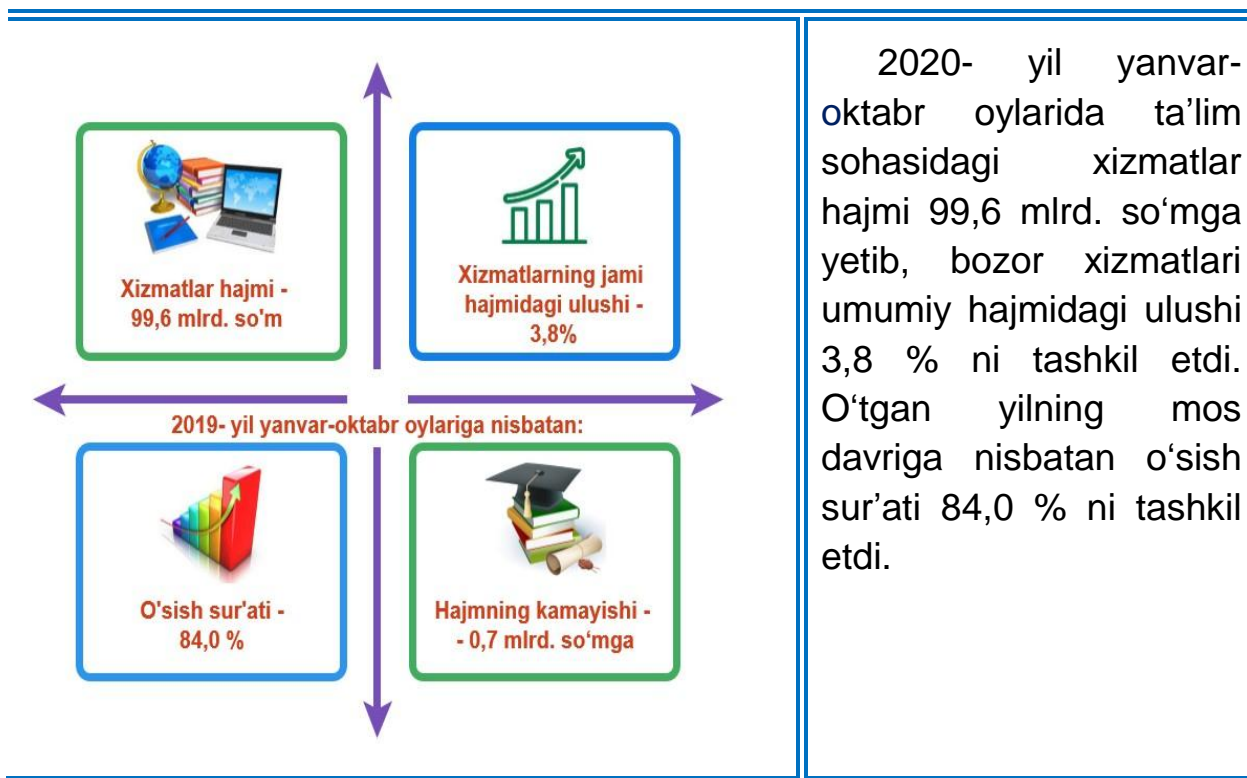 Xizmatlar hajmi -
99,6 mlrd. so'm
Xizmatlarning jami
hajmidagi ulushi -
3,8%
2019- yil yanvar-oktabr oylariga nisbatan:
O'sish sur'ati -
84,0 %
Hajmning kamayishi -
- 0,7 mlrd. so‘mga
2020- yil yanvar-
oktabr oylarida ta’lim
sohasidagi xizmatlar
hajmi 99,6 mlrd. so‘mga
yetib, bozor xizmatlari
umumiy hajmidagi ulushi
3,8 % ni tashkil etdi.
O‘tgan yilning mos
davriga nisbatan o‘sish
sur’ati 84,0 % ni tashkil
etdi.